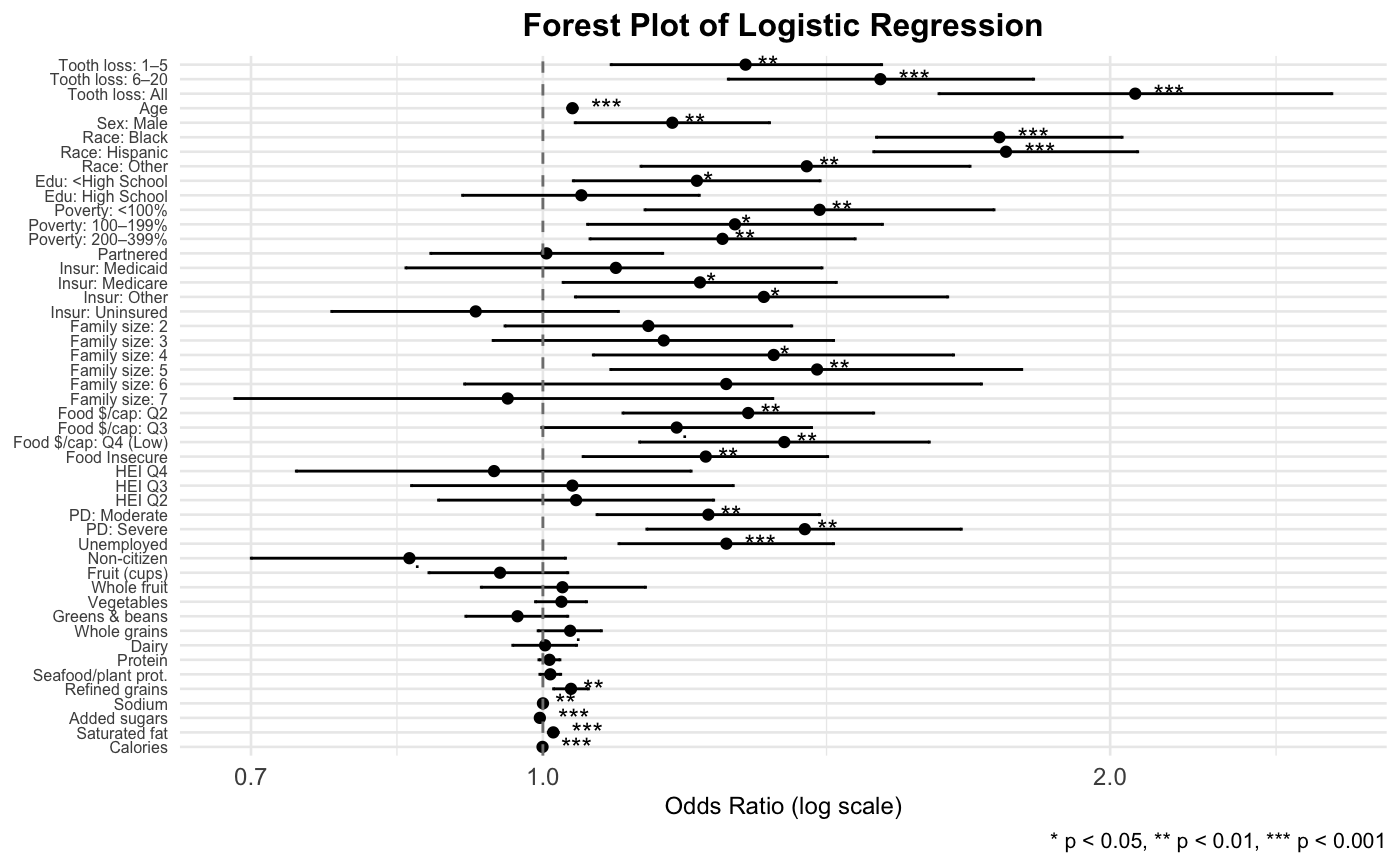 Forest Plot of Logistic Regression
Tooth loss: 1–5 **
Tooth loss: 6–20 ***
Tooth loss: All ***
Age ***
Sex: Male **
Race: Black ***
Race: Hispanic ***
Race: Other **
Edu: <High School *
Edu: High School
Poverty: <100% **
Poverty: 100–199% *
Poverty: 200–399% **
Partnered
Insur: Medicaid
Insur: Medicare *
Insur: Other *
Insur: Uninsured
Family size: 2
Family size: 3
Family size: 4 *
Family size: 5 **
Family size: 6
Family size: 7
Food $/cap: Q2 **
Food $/cap: Q3 .
Food $/cap: Q4 (Low) **
Food Insecure **
HEI Q4
HEI Q3
HEI Q2
PD: Moderate **
PD: Severe **
Unemployed ***
Non-citizen .
Fruit (cups)
Whole fruit
Vegetables
Greens & beans
Whole grains .
Dairy
Protein
Seafood/plant prot.
Refined grains **
Sodium **
Added sugars ***
Saturated fat ***
Calories ***
0.7 1.0 2.0
Odds Ratio (log scale)
* p < 0.05, ** p < 0.01, *** p < 0.001